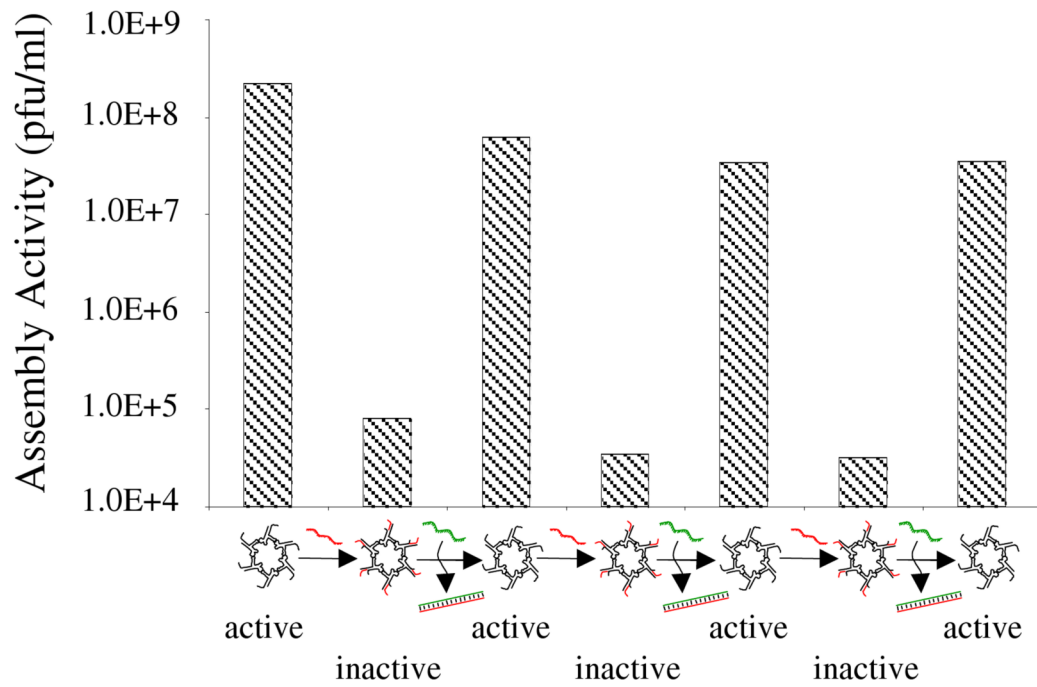 Assembly Activity (pfu/ml)
1.0E+9
1.0E+8
1.0E+7
1.0E+6
1.0E+5
1.0E+4
active
inactive
active
inactive
active
inactive
active